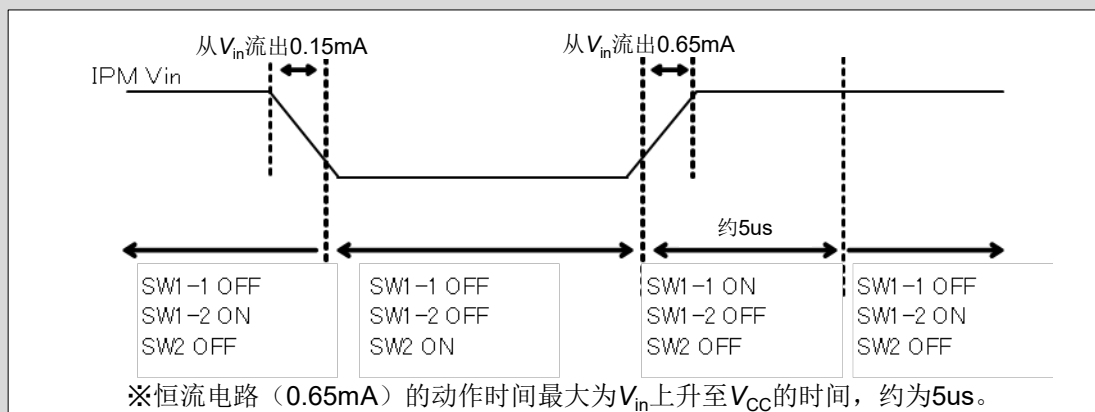 从Vin流出0.15mA
从Vin流出0.65mA
IPM Vin
约5us
SW1-1 OFF
SW1-2 ON
SW2 OFF
SW1-1 OFF
SW1-2 OFF
SW2 ON
SW1-1 ON
SW1-2 OFF
SW2 OFF
SW1-1 OFF
SW1-2 ON
SW2 OFF
※恒流电路（0.65mA）的动作时间最大为Vin上升至VCC的时间，约为5us。